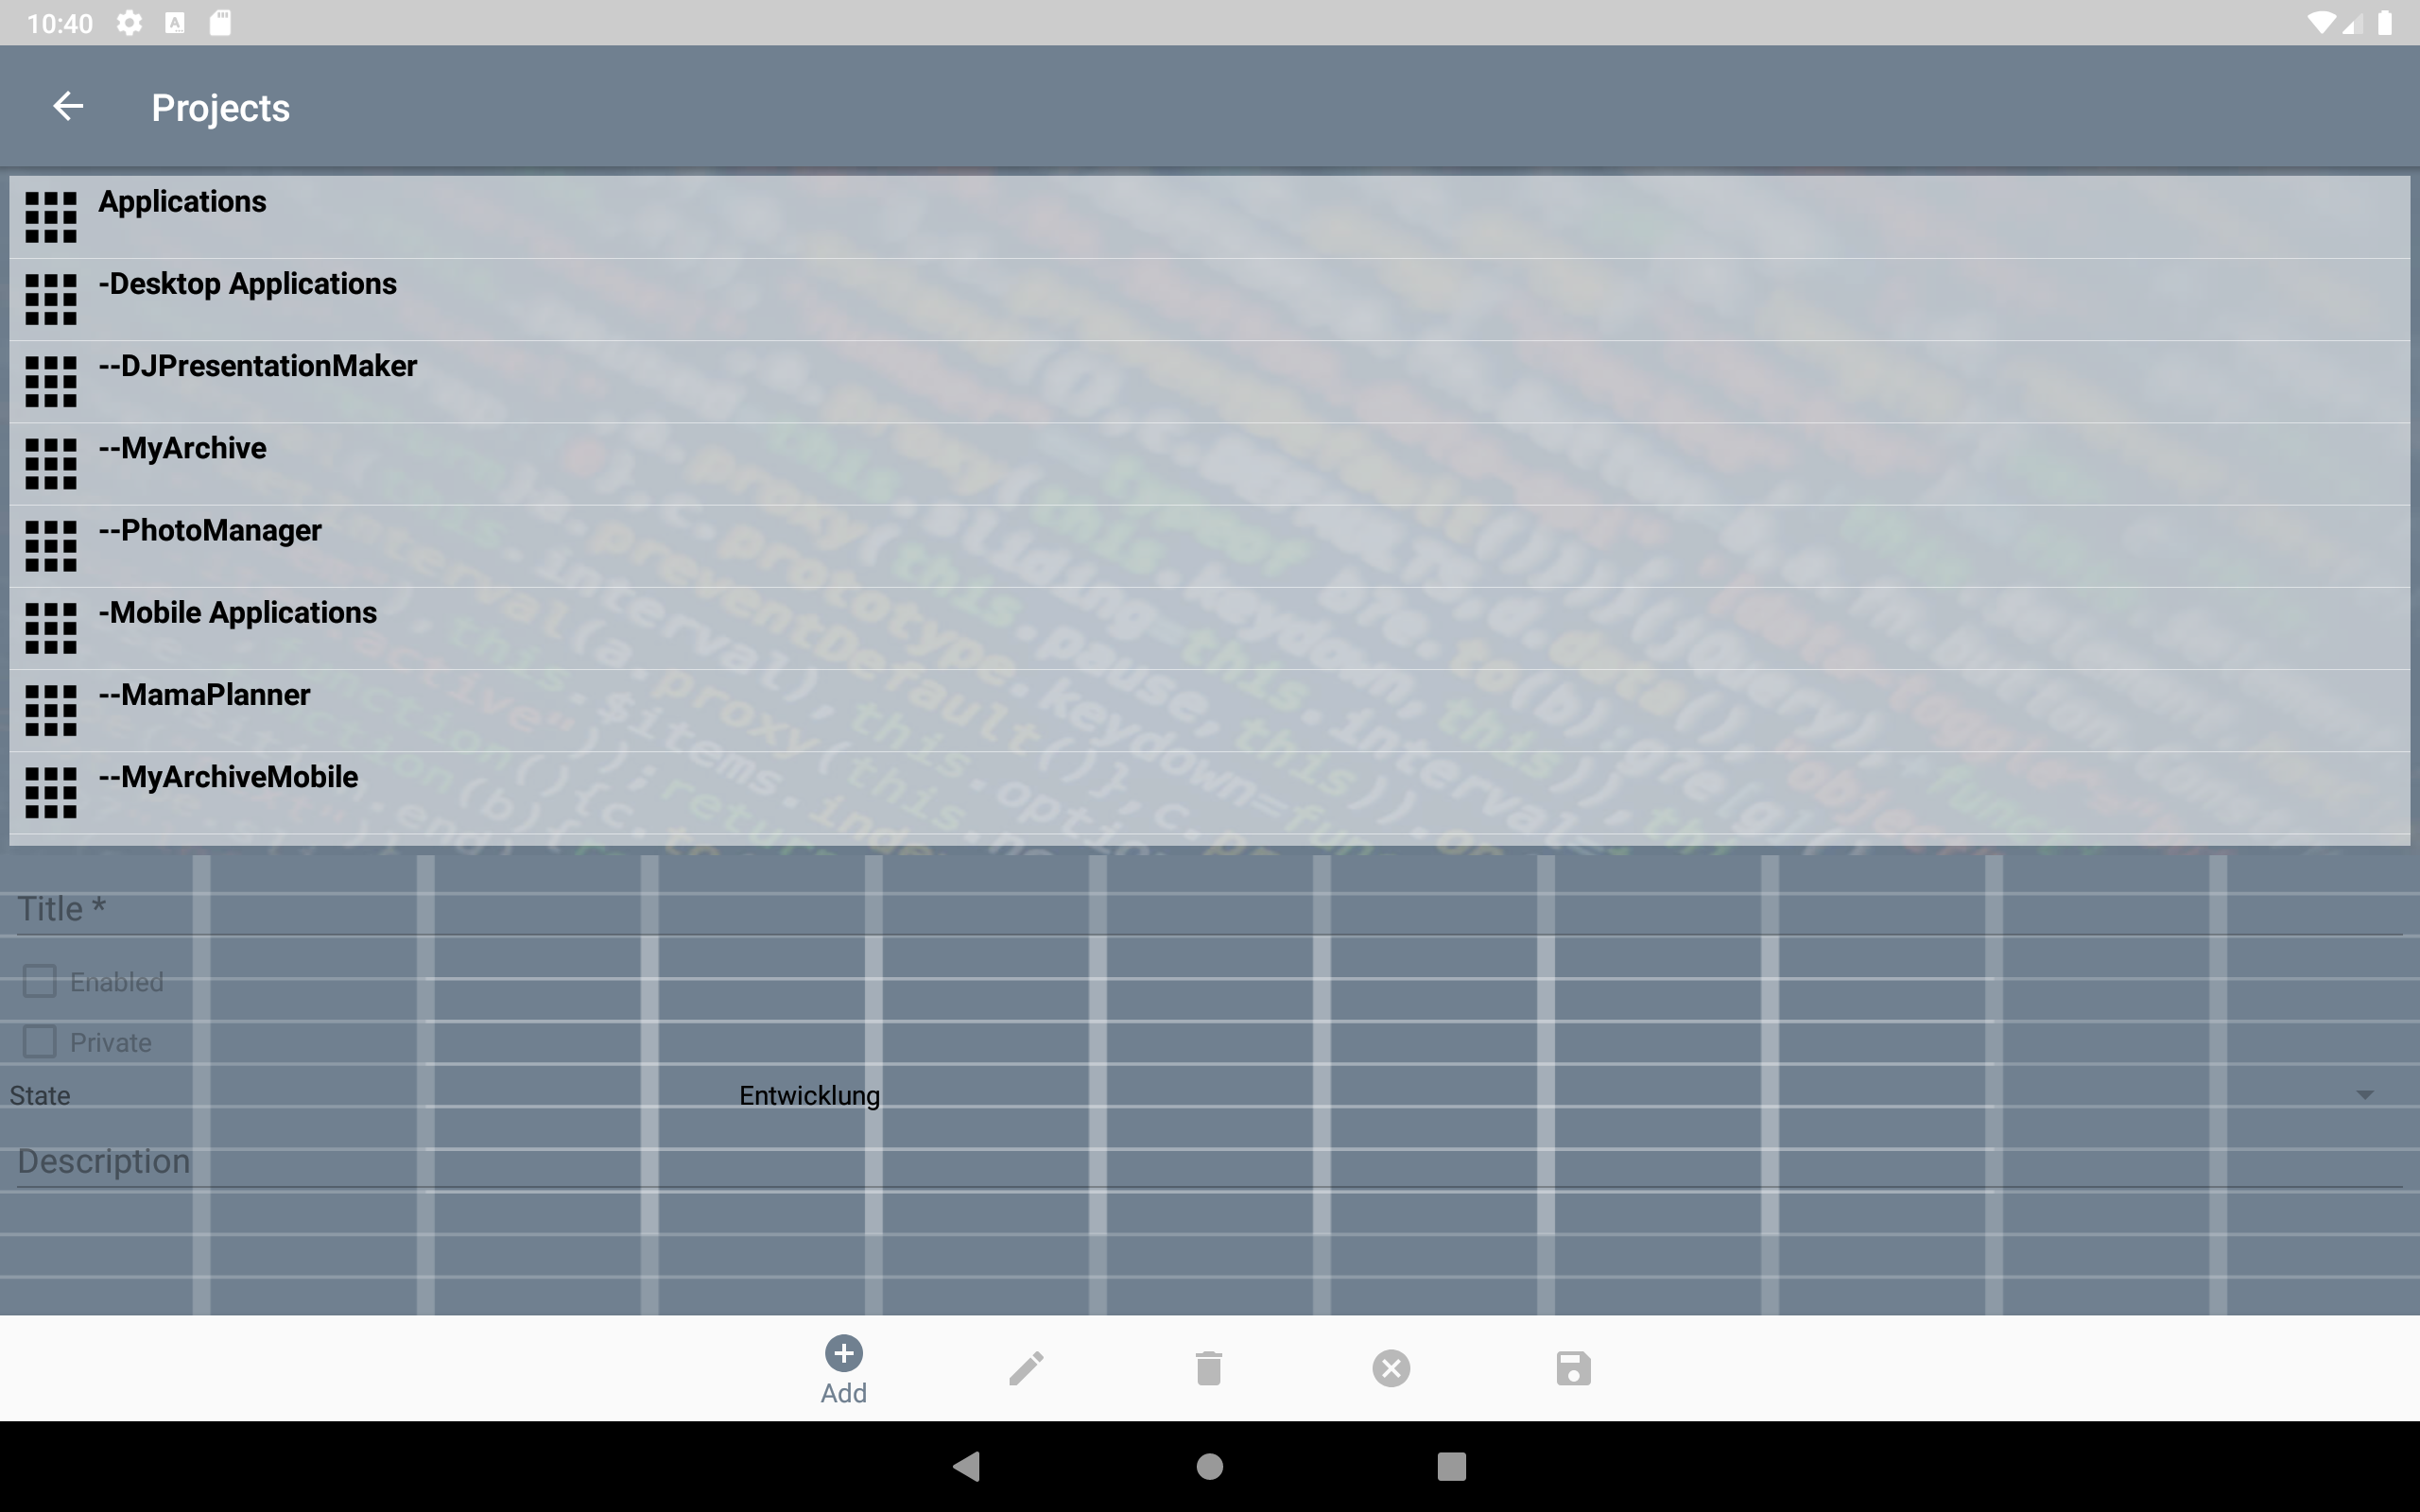 10:40
Projects
Applications
-Desktop Applications
--DJPresentationMaker
--MyArchive
--PhotoManager
-Mobile Applications
--MamaPlanner
--MyArchiveMobile
Title *
Enabled
Private
State Entwicklung
Description
Add